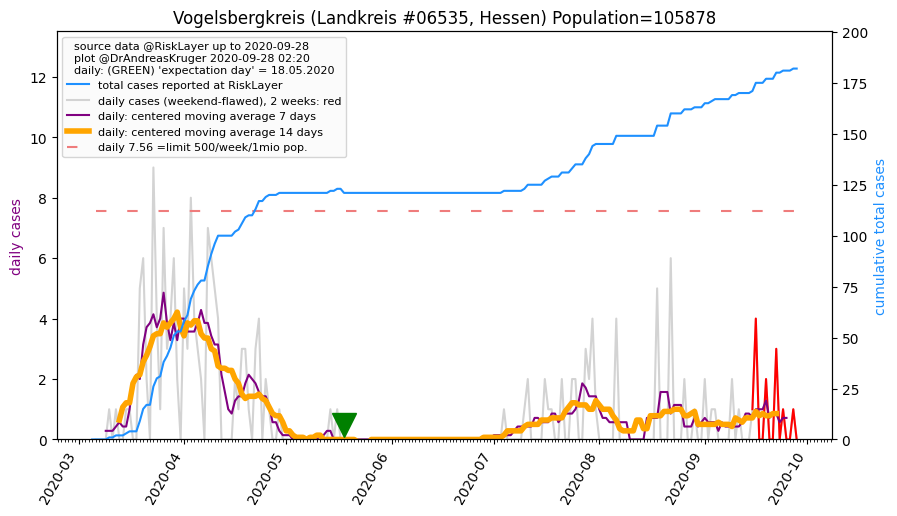 Vogelsbergkreis (Landkreis #06535, Hessen) Population=105878
source data @RiskLayer up to 2020-09-28
plot @DrAndreasKruger 2020-09-28 02:20
daily: (GREEN) 'expectation day' = 18.05.2020
total cases reported at RiskLayer
daily cases (weekend-flawed), 2 weeks: red
daily: centered moving average 7 days
daily: centered moving average 14 days
daily 7.56 =limit 500/week/1mio pop.
daily cases
12
10
8
6
4
2
0
200
175
150
125
100
75
50
25
0
cumulative total cases
2020-03
2020-04
2020-05
2020-06
2020-07
2020-08
2020-09
2020-10